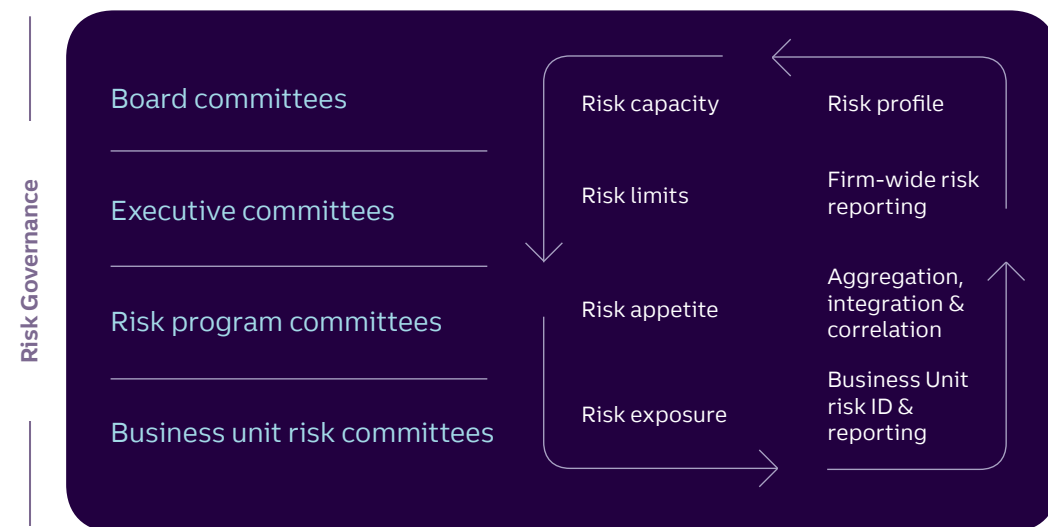 Risk Governance
Board committees
Risk capacity
Risk profile
Executive committees
Risk limits
Firm-wide risk
reporting
Risk program committees
Risk appetite
Aggregation,
integration &
correlation
Business unit risk committees
Risk exposure
Business Unit
risk ID &
reporting